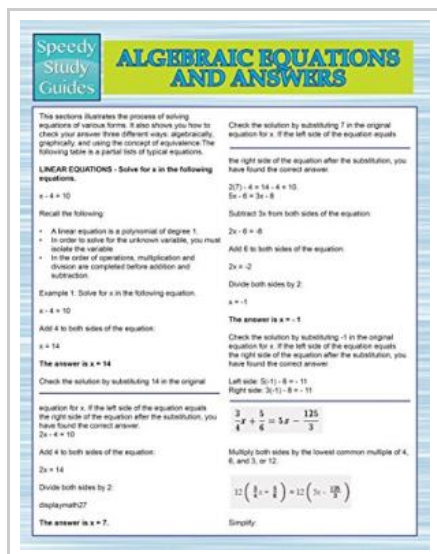 Speedy
Study
Guides
ALGEBRAIC EQUATIONS
AND ANSWERS
This sections illustrates the process of solving
equations of various forms. It also shows you how to
check your answer three different ways: algebraically,
graphically, and using the concept of equivalence.The
following table is a partial lists of typical equations.
LINEAR EQUATIONS - Solve for x in the following
equations.
x - 4 = 10
Recall the following:
• A linear equation is a polynomial of degree 1.
• In order to solve for the unknown variable, you must
isolate the variable
• In the order of operations, multiplication and
division are completed before addition and
subtraction.
Example 1. Solve for x in the following equation.
x - 4 = 10
Add 4 to both sides of the equation:
x = 14
The answer is x = 14
Check the solution by substituting 14 in the original
equation for x. If the left side of the equation equals
the right side of the equation after the substitution, you
have found the correct answer.
2x - 4 = 10
Add 4 to both sides of the equation:
2x = 14
Divide both sides by 2:
displaymath27
The answer is x = 7.
Check the solution by substituting 7 in the original
equation for x. If the left side of the equation equals
the right side of the equation after the substitution, you
have found the correct answer.
2(7) - 4 = 14 - 4 = 10.
5x - 6 = 3x - 8
Subtract 3x from both sides of the equation:
2x - 6 = -8
Add 6 to both sides of the equation:
2x = -2
Divide both sides by 2:
x = -1
The answer is x = - 1
Check the solution by substituting -1 in the original
equation for x. If the left side of the equation equals
the right side of the equation after the substitution, you
have found the correct answer.
Left side: 5(-1) - 6 = - 11
Right side: 3(-1) - 8 = - 11
3/4 x + 5/6 = 5x - 125/3
Multiply both sides by the lowest common multiple of 4,
6, and 3, or 12.
12 ( 3/4 x + 5/6 ) = 12 ( 5x - 125/3 )
Simplify: